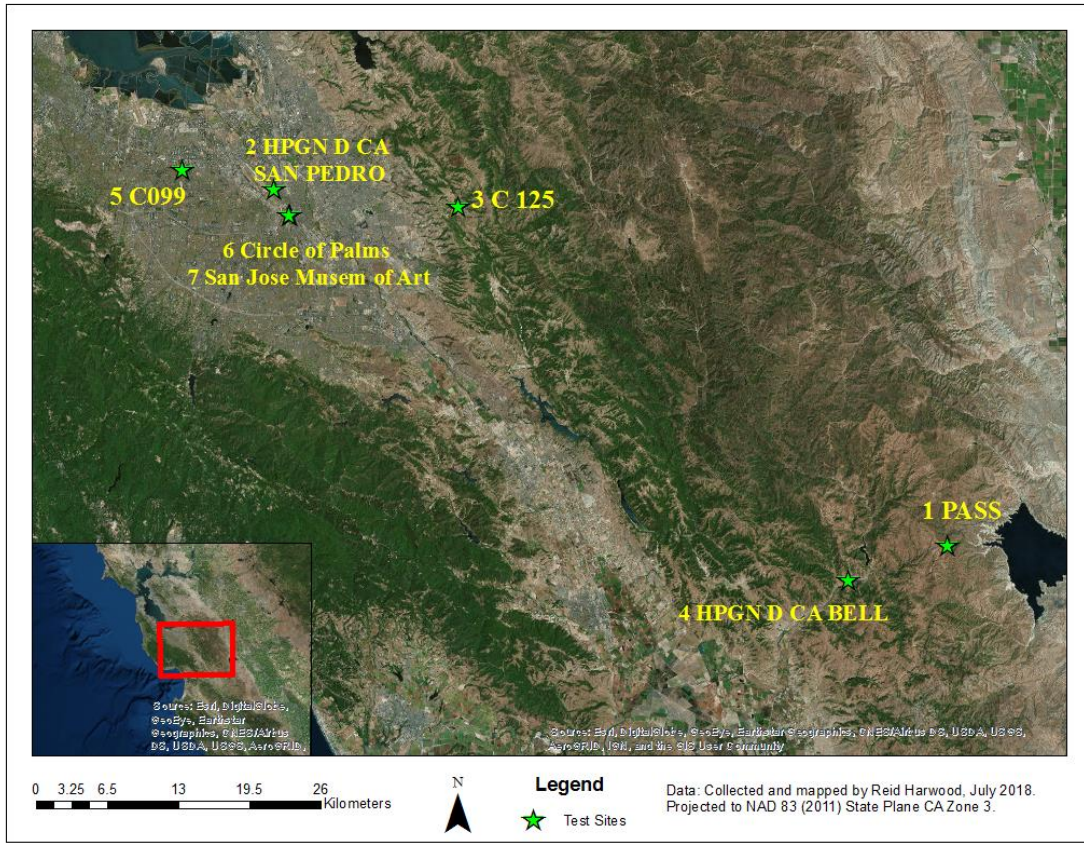 2 HPGN D CA
SAN PEDRO
5 C099
3 C 125
6 Circle of Palms
7 San Jose Musem of Art
1 PASS
4 HPGN D CA BELL
Source: Esri, DigitalGlobe,
GeoEye, Earthstar
Geographics, CNES/Airbus
DS, USDA, USGS, AeroGRID,
Source: Esri, DigitalGlobe, GeoEye, Earthstar Geographics, CNES/Airbus DS, USDA, USGS,
AeroGRID, IGN, and the GIS User Community
0 3.25 6.5 13 19.5 26
Kilometers
N
Legend
Test Sites
Data: Collected and mapped by Reid Harwood, July 2018.
Projected to NAD 83 (2011) State Plane CA Zone 3.